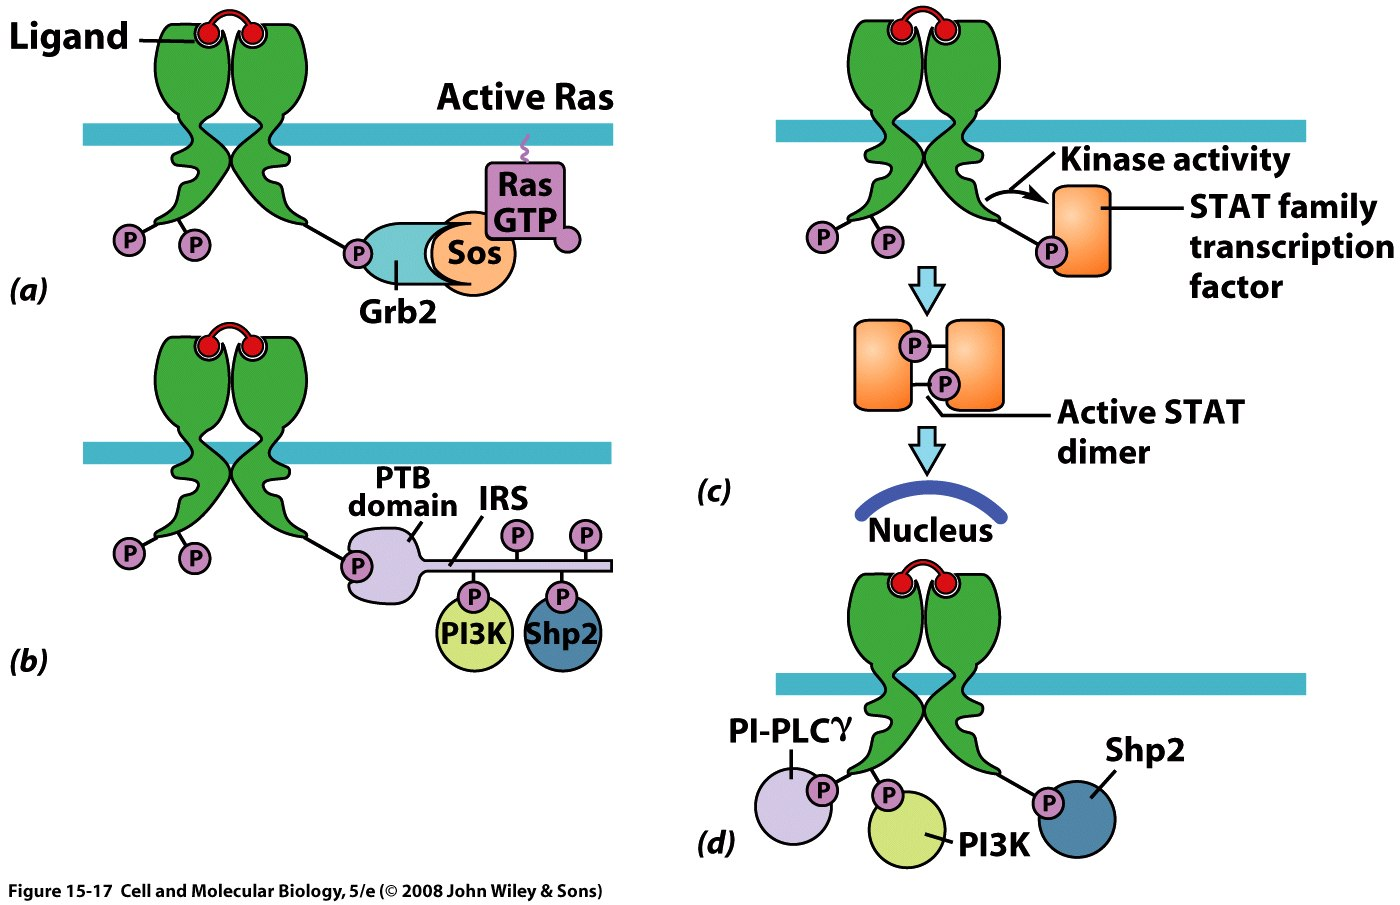 Ligand
Active Ras
Ras
GTP
P
P
P
Sos
Grb2
(a)
PTB
domain
IRS
P
P
P
P
P
P
P
PI3K
Shp2
(b)
Kinase activity
STAT family
transcription
factor
P
P
P
P
P
Active STAT
dimer
(c)
Nucleus
PI-PLCγ
Shp2
P
P
P
PI3K
(d)
Figure 15-17 Cell and Molecular Biology, 5/e (© 2008 John Wiley & Sons)